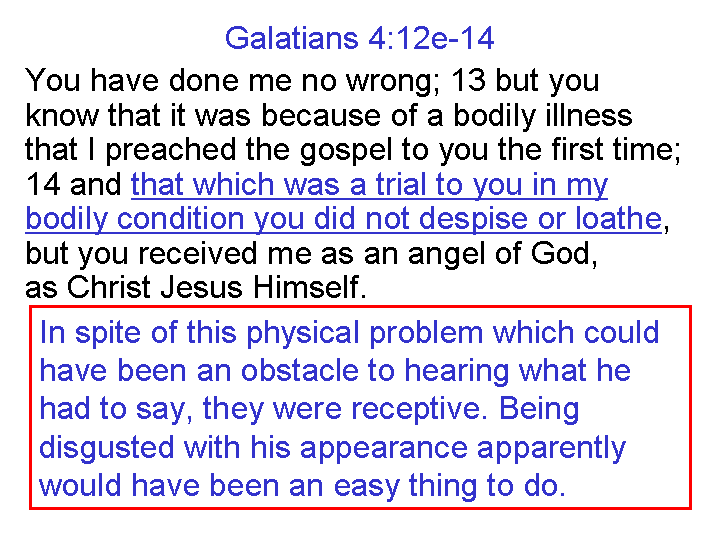 Galatians 4:12e-14
You have done me no wrong; 13 but you
know that it was because of a bodily illness
that I preached the gospel to you the first time;
14 and that which was a trial to you in my
bodily condition you did not despise or loathe,
but you received me as an angel of God,
as Christ Jesus Himself.
In spite of this physical problem which could
have been an obstacle to hearing what he
had to say, they were receptive. Being
disgusted with his appearance apparently
would have been an easy thing to do.